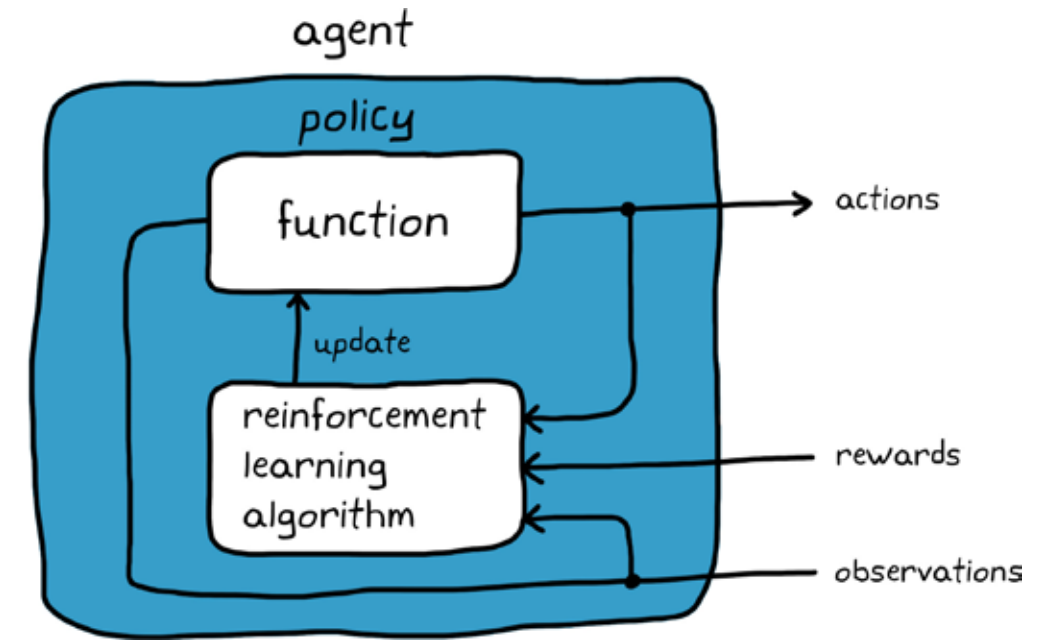 agent
policy
function
actions
update
reinforcement
learning
algorithm
rewards
observations